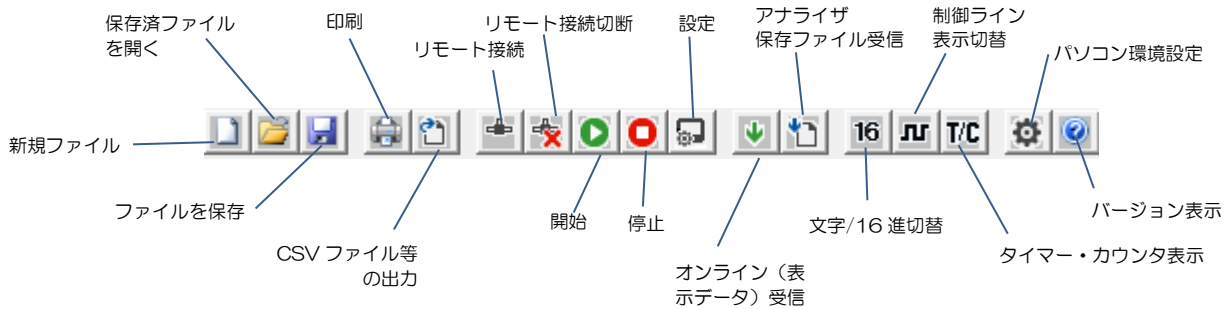 保存済ファイル
を開く
印刷
リモート接続切断
リモート接続
設定
アナライザ
保存ファイル受信
制御ライン
表示切替
パソコン環境設定
新規ファイル
16
T/C
ファイルを保存
CSV ファイル等
の出力
開始
停止
オンライン（表
示データ）受信
文字/16 進切替
タイマー・カウンタ表示
バージョン表示